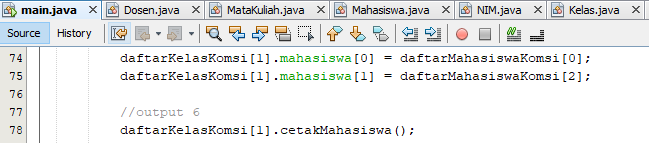 main.java Dosen.java MataKuliah.java Mahasiswa.java NIM.java Kelas.java
Source History
74 daftarKelasKomsi[1].mahasiswa[0] = daftarMahasiswaKomsi[0];
75 daftarKelasKomsi[1].mahasiswa[1] = daftarMahasiswaKomsi[2];
76
77 //output 6
78 daftarKelasKomsi[1].cetakMahasiswa();